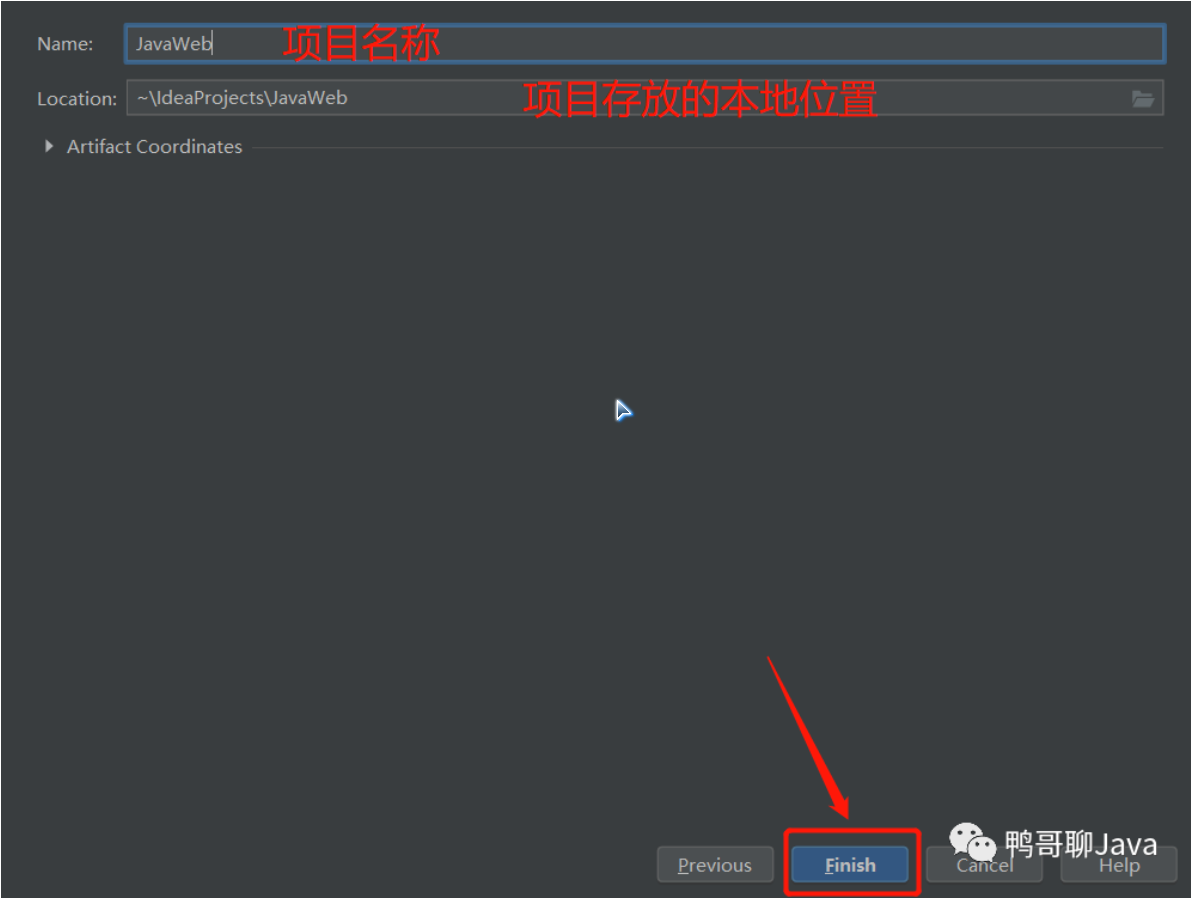 Name: JavaWeb 项目名称
Location: ~\IdeaProjects\JavaWeb 项目存放的本地位置
Artifact Coordinates
鸭哥聊Java
Previous Finish Cancel Help